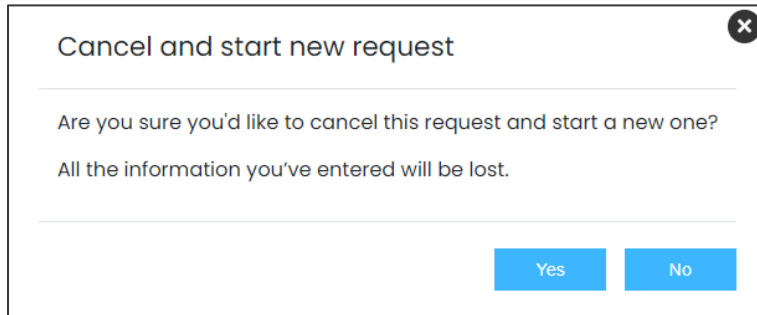 Cancel and start new request
Are you sure you'd like to cancel this request and start a new one?
All the information you’ve entered will be lost.
Yes No